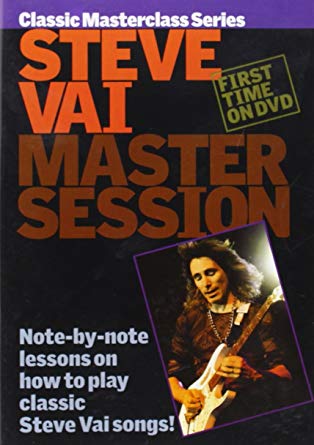 Classic Masterclass Series
STEVE
VAI
FIRST
TIME
ON DVD
MASTER
SESSION
Note-by-note
lessons on
how to play
classic
Steve Vai songs!